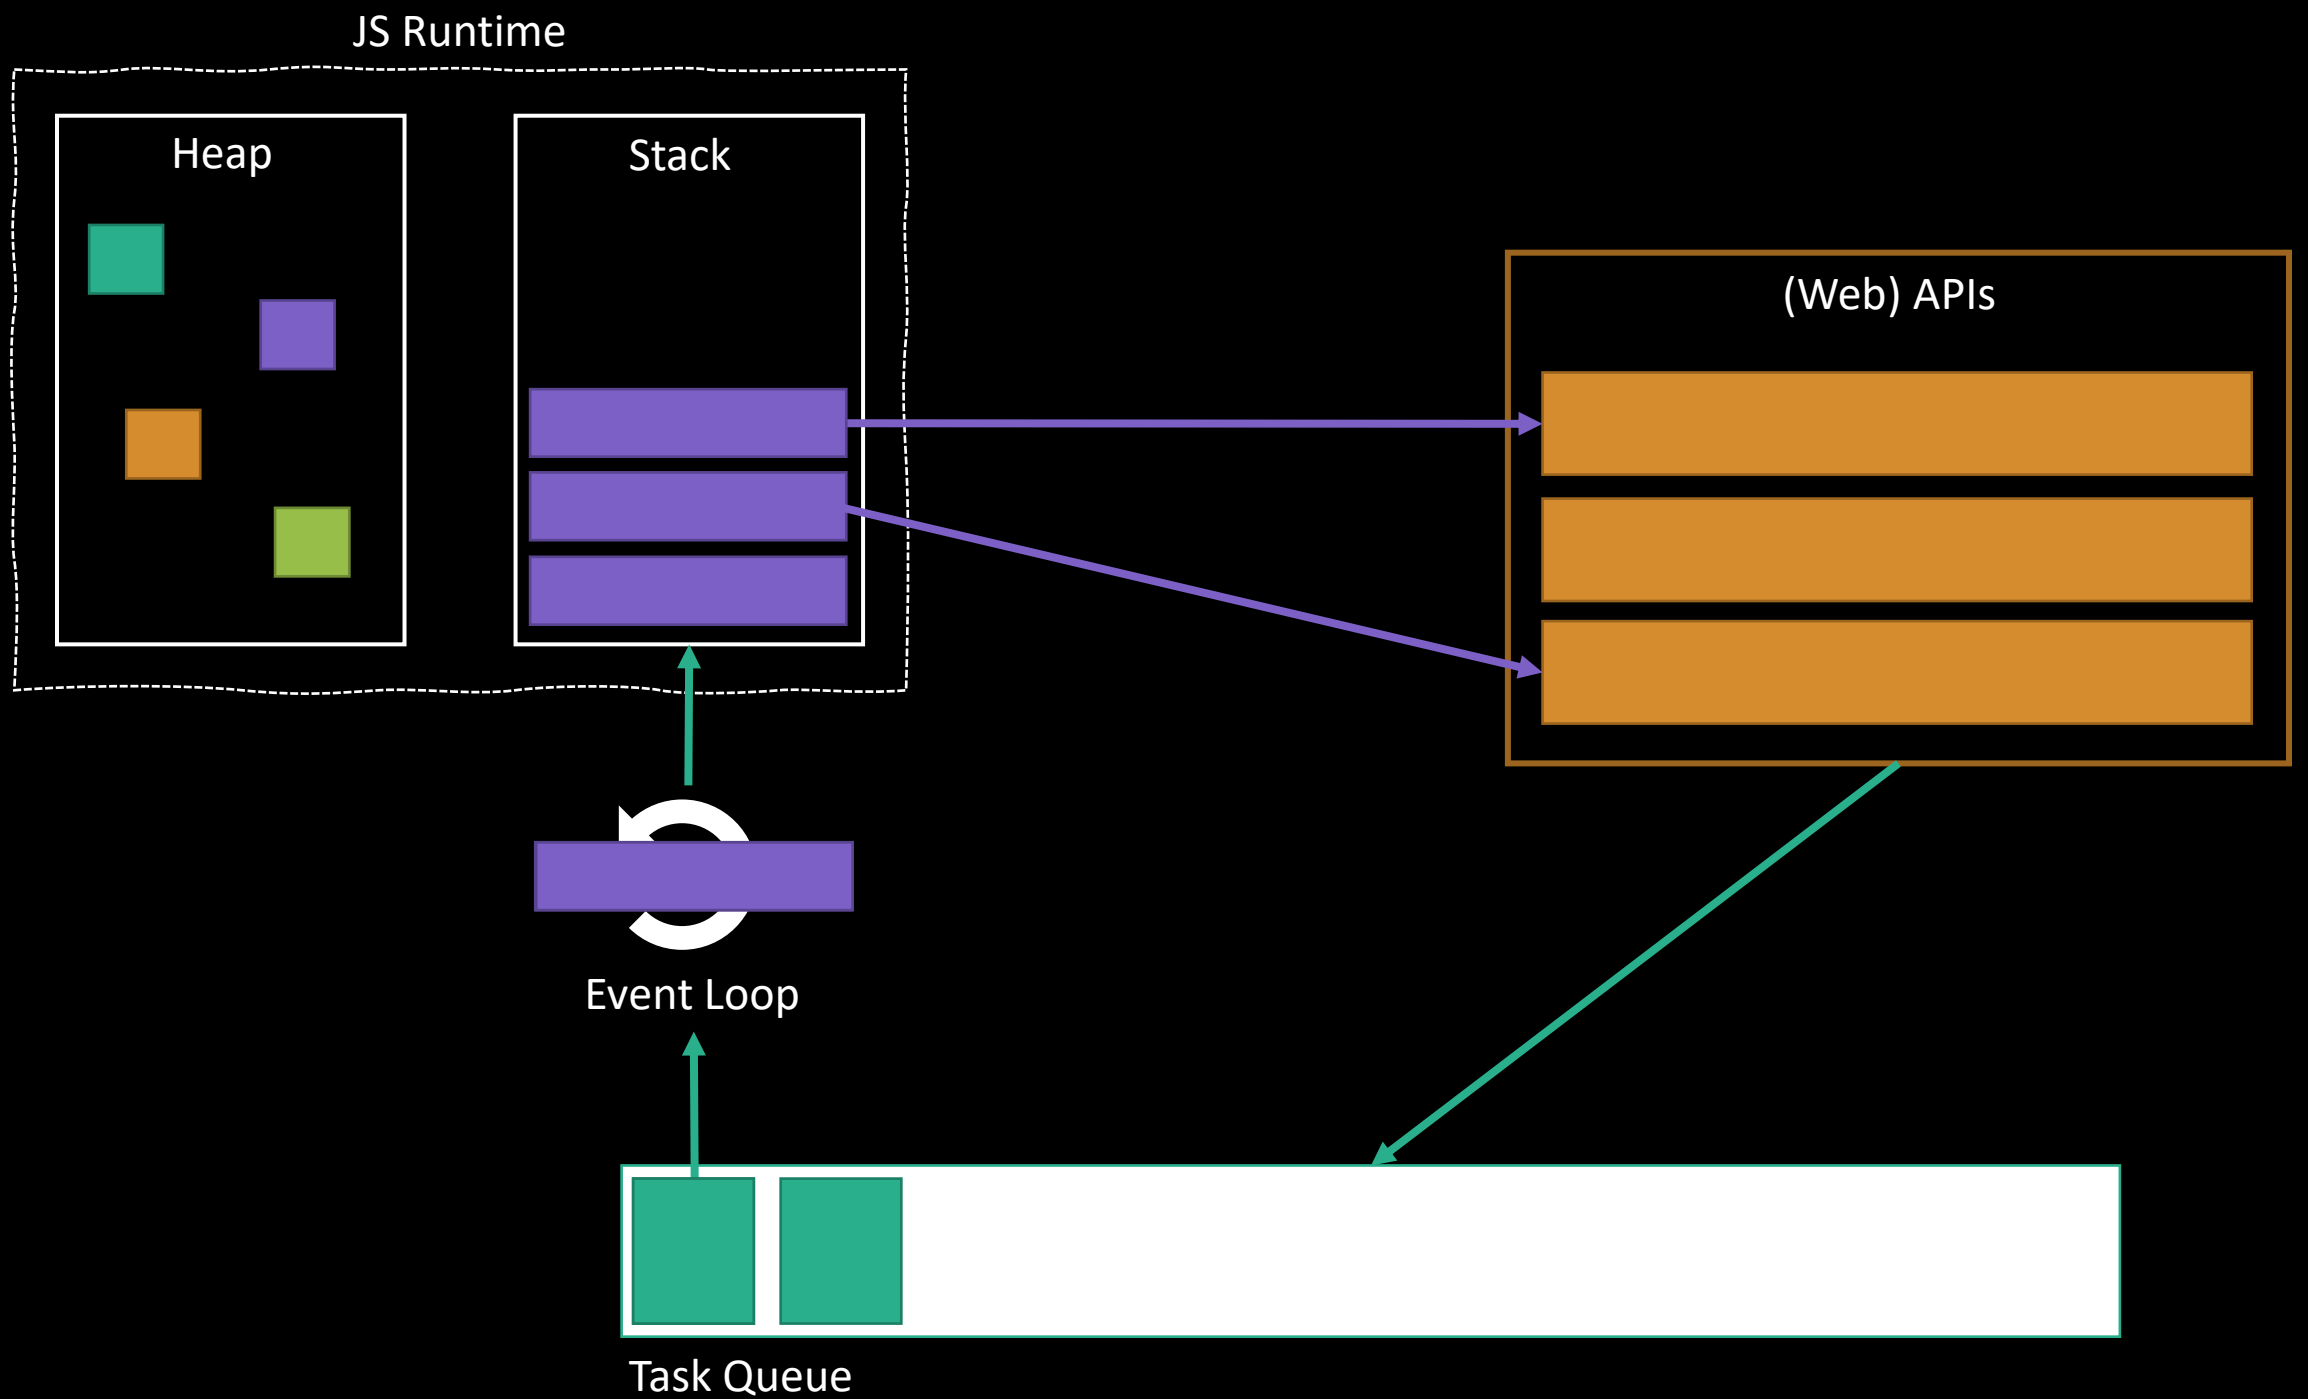 JS Runtime
Heap
Stack
(Web) APIs
Event Loop
Task Queue